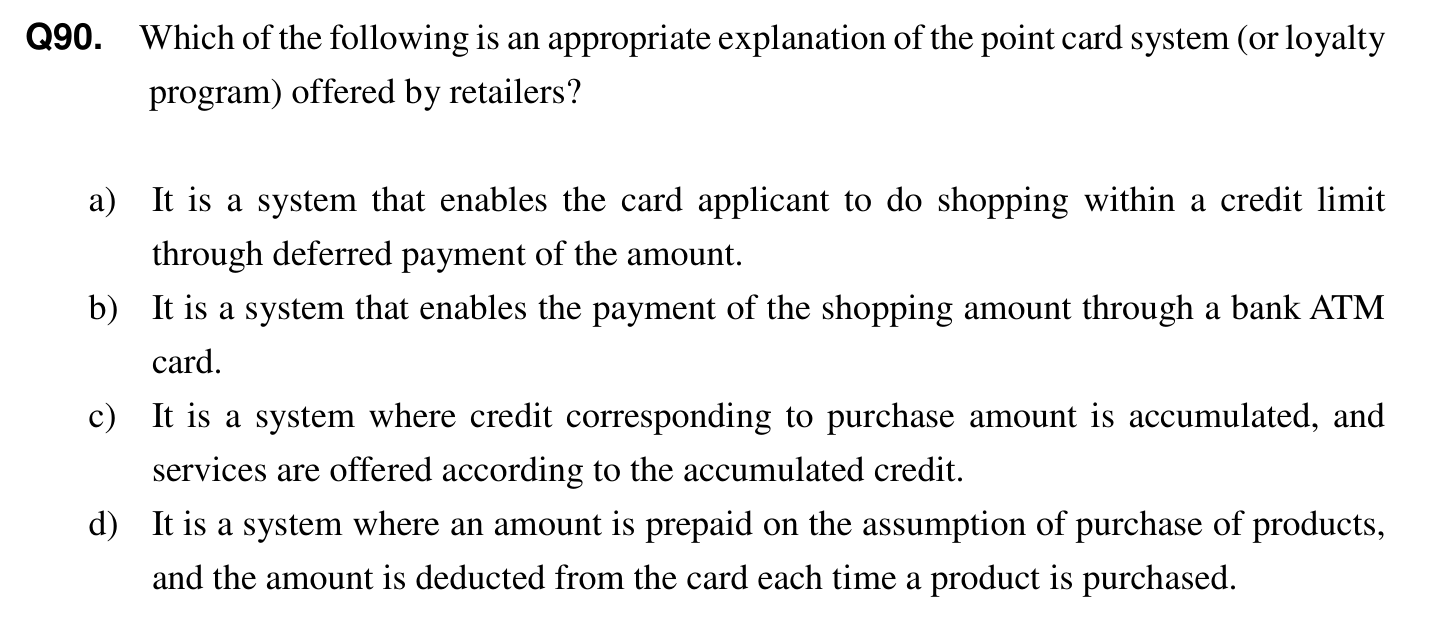 Q90. Which of the following is an appropriate explanation of the point card system (or loyalty
program) offered by retailers?
a) It is a system that enables the card applicant to do shopping within a credit limit
through deferred payment of the amount.
b) It is a system that enables the payment of the shopping amount through a bank ATM
card.
c) It is a system where credit corresponding to purchase amount is accumulated, and
services are offered according to the accumulated credit.
d) It is a system where an amount is prepaid on the assumption of purchase of products,
and the amount is deducted from the card each time a product is purchased.